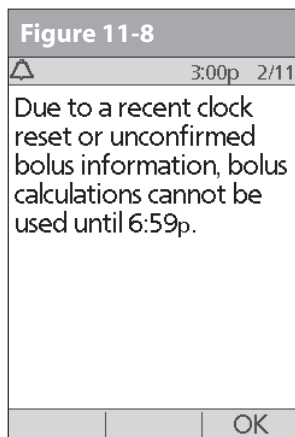 Figure 11-8
3:00p 2/11
Due to a recent clock
reset or unconfirmed
bolus information, bolus
calculations cannot be
used until 6:59p.
OK